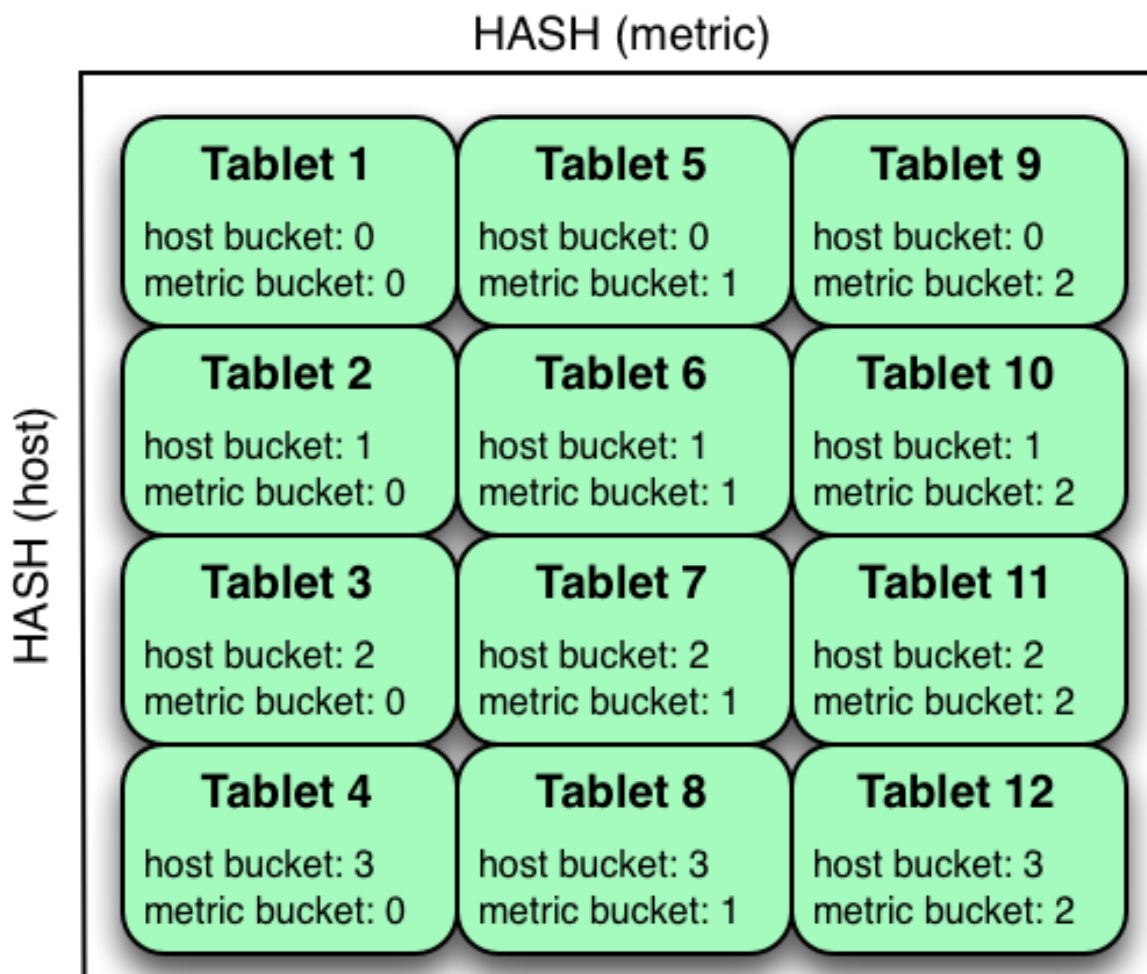 HASH (metric)
HASH (host)
Tablet 1
host bucket: 0
metric bucket: 0
Tablet 5
host bucket: 0
metric bucket: 1
Tablet 9
host bucket: 0
metric bucket: 2
Tablet 2
host bucket: 1
metric bucket: 0
Tablet 6
host bucket: 1
metric bucket: 1
Tablet 10
host bucket: 1
metric bucket: 2
Tablet 3
host bucket: 2
metric bucket: 0
Tablet 7
host bucket: 2
metric bucket: 1
Tablet 11
host bucket: 2
metric bucket: 2
Tablet 4
host bucket: 3
metric bucket: 0
Tablet 8
host bucket: 3
metric bucket: 1
Tablet 12
host bucket: 3
metric bucket: 2